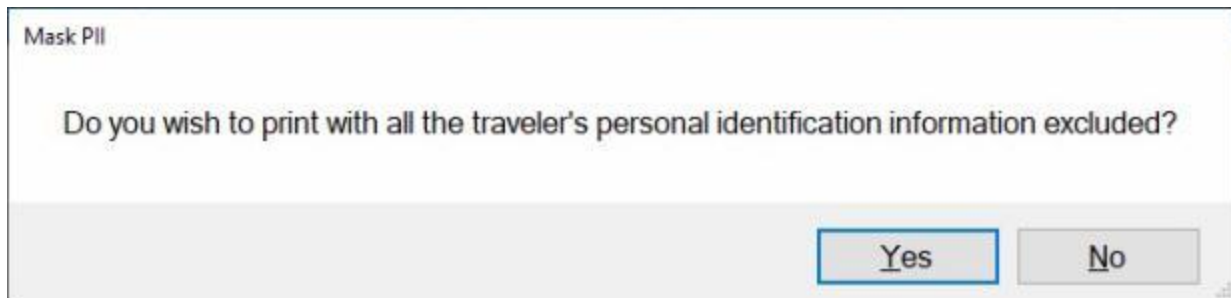 Mask PII
Do you wish to print with all the traveler's personal identification information excluded?
Yes
No